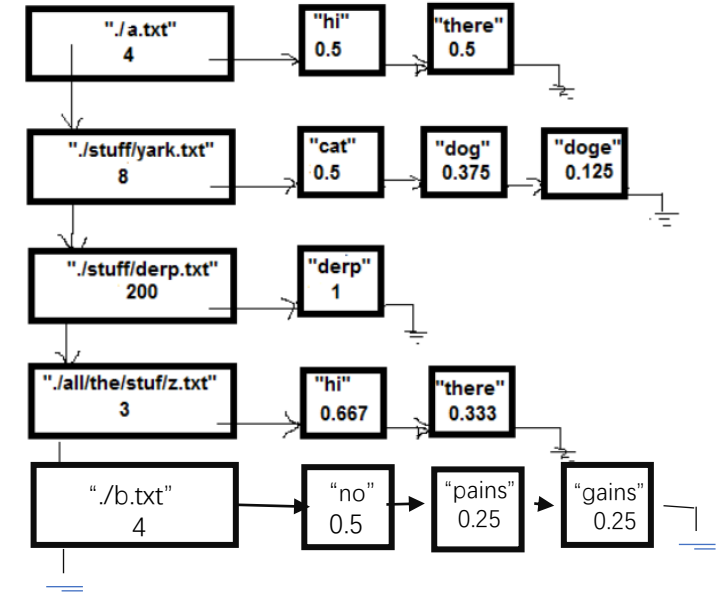 "./a.txt"
4
"hi"
0.5
"there"
0.5
"./stuff/yark.txt"
8
"cat"
0.5
"dog"
0.375
"doge"
0.125
"./stuff/derp.txt"
200
"derp"
1
"./all/the/stuf/z.txt"
3
"hi"
0.667
"there"
0.333
“./b.txt”
4
“no”
0.5
“pains”
0.25
“gains”
0.25